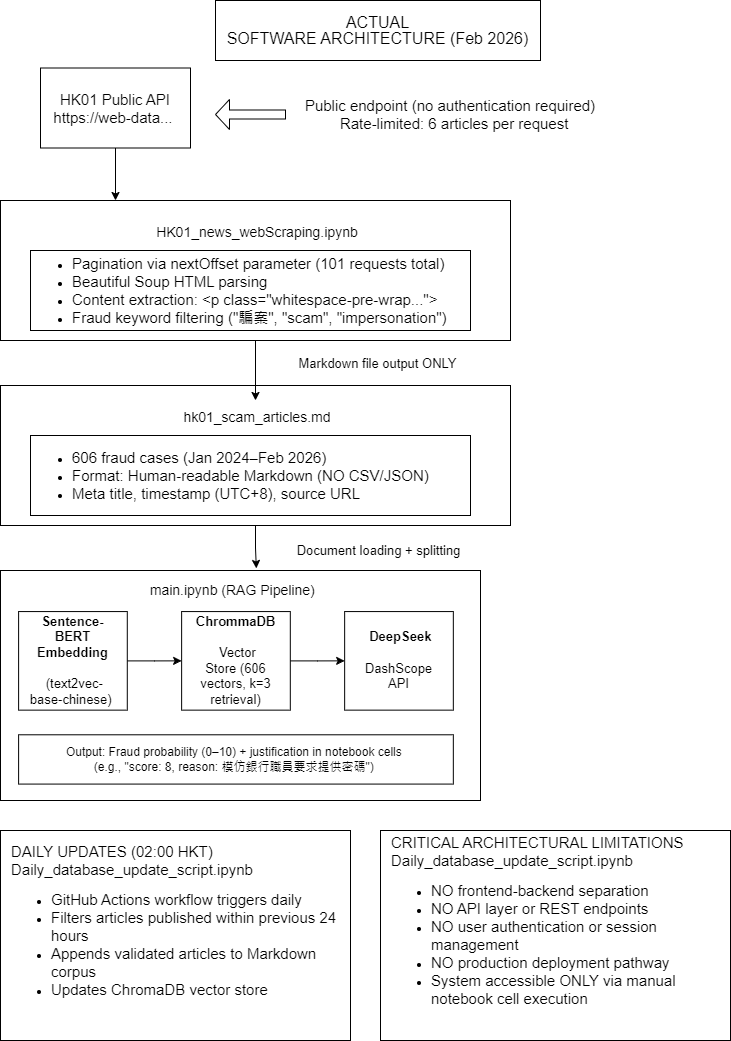 ACTUAL
SOFTWARE ARCHITECTURE (Feb 2026)
HK01 Public API
https://web-data...
Public endpoint (no authentication required)
Rate-limited: 6 articles per request
HK01_news_webScraping.ipynb
• Pagination via nextOffset parameter (101 requests total)
• Beautiful Soup HTML parsing
• Content extraction: <p class="whitespace-pre-wrap...">
• Fraud keyword filtering ("騙案", "scam", "impersonation")
Markdown file output ONLY
hk01_scam_articles.md
• 606 fraud cases (Jan 2024–Feb 2026)
• Format: Human-readable Markdown (NO CSV/JSON)
• Meta title, timestamp (UTC+8), source URL
Document loading + splitting
main.ipynb (RAG Pipeline)
Sentence-
BERT
Embedding
(text2vec-
base-chinese)
ChrommaDB
Vector
Store (606
vectors, k=3
retrieval)
DeepSeek
DashScope
API
Output: Fraud probability (0–10) + justification in notebook cells
(e.g., "score: 8, reason: 模仿銀行職員要求提供密碼")
DAILY UPDATES (02:00 HKT)
Daily_database_update_script.ipynb
• GitHub Actions workflow triggers daily
• Filters articles published within previous 24
hours
• Appends validated articles to Markdown
corpus
• Updates ChromaDB vector store
CRITICAL ARCHITECTURAL LIMITATIONS
Daily_database_update_script.ipynb
• NO frontend-backend separation
• NO API layer or REST endpoints
• NO user authentication or session
management
• NO production deployment pathway
• System accessible ONLY via manual
notebook cell execution